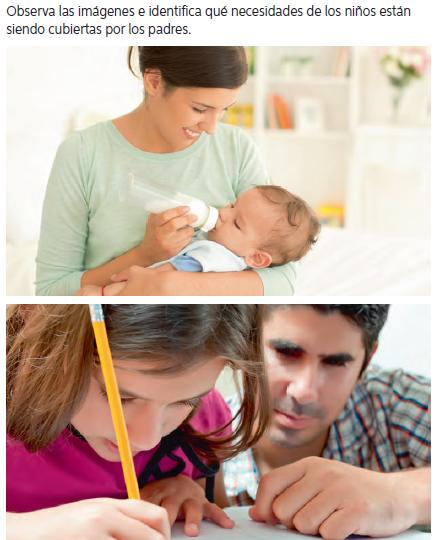 Observa las imágenes e identifica qué necesidades de los niños están
siendo cubiertas por los padres.